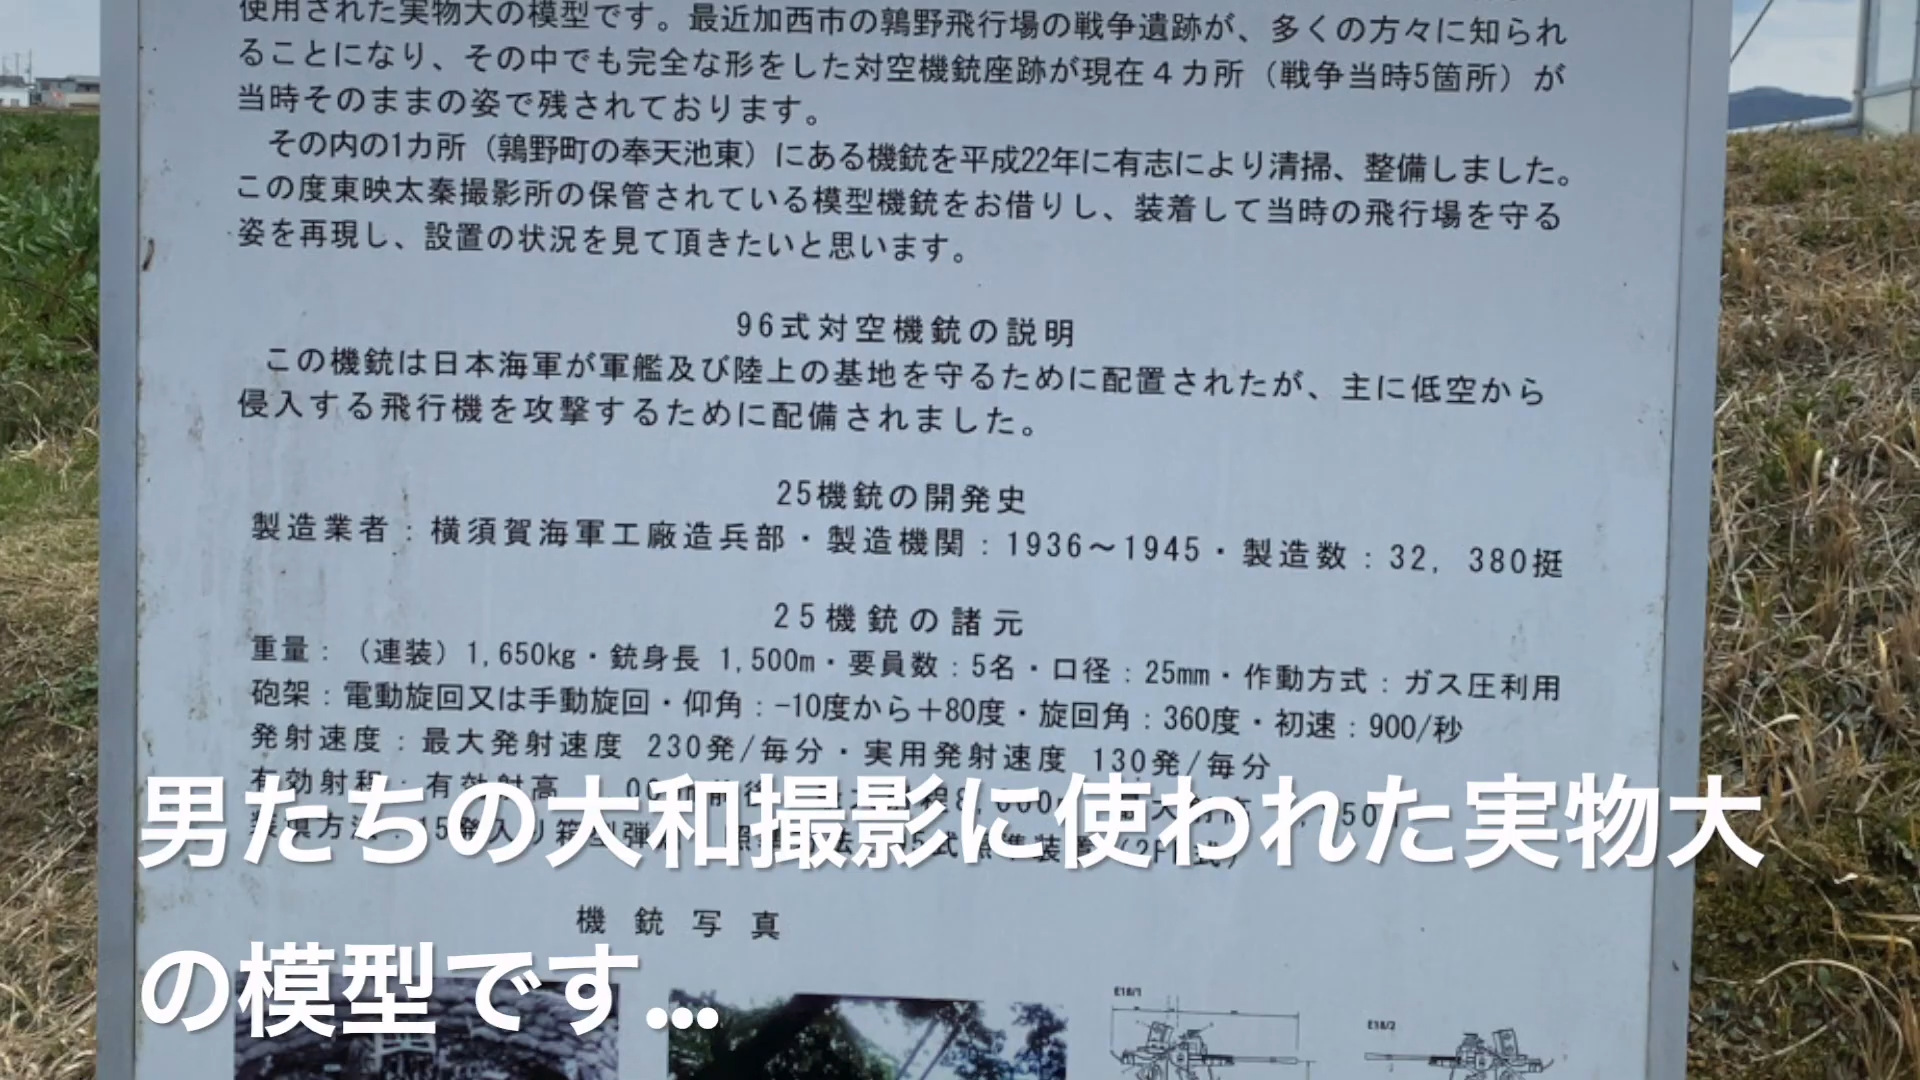 使用された実物大の模型です。最近加西市の鶉野飛行場の戦争遺跡が、多くの方々に知られ
ることになり、その中でも完全な形をした対空機銃座跡が現在４カ所（戦争当時5箇所）が
当時そのままの姿で残されております。
その内の1カ所（鶉野町の奉天池東）にある機銃を平成22年に有志により清掃、整備しました。
この度東映太秦撮影所の保管されている模型機銃をお借りし、装着して当時の飛行場を守る
姿を再現し、設置の状況を見て頂きたいと思います。
96式対空機銃の説明
この機銃は日本海軍が軍艦及び陸上の基地を守るために配置されたが、主に低空から
侵入する飛行機を攻撃するために配備されました。
25機銃の開発史
製造業者：横須賀海軍工廠造兵部・製造機関：1936～1945・製造数：32, 380挺
25機銃の諸元
重量：（連装）1,650kg・銃身長 1,500m・要員数：5名・口径：25mm・作動方式：ガス圧利用
砲架：電動旋回又は手動旋回・仰角：-10度から＋80度・旋回角：360度・初速：900/秒
発射速度：最大発射速度 230発/毎分・実用発射速度 130発/毎分
有効射程：有効射高
男たちの大和撮影に使われた実物大
の模型です...
機銃写真
E18/1
E18/2